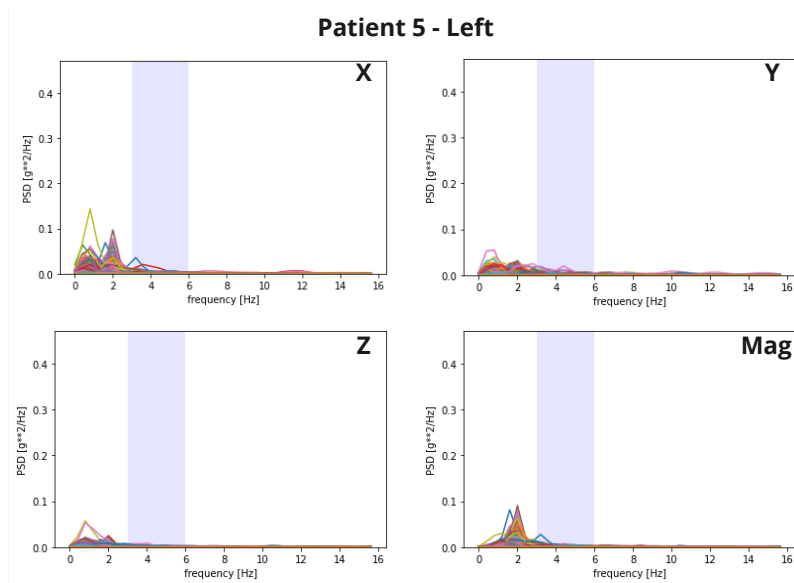 Patient 5 - Left
X
0.4
0.3
0.2
0.1
0.0
PSD [g**2/Hz]
0 2 4 6 8 10 12 14 16
frequency [Hz]
Y
0.4
0.3
0.2
0.1
0.0
PSD [g**2/Hz]
0 2 4 6 8 10 12 14 16
frequency [Hz]
Z
0.4
0.3
0.2
0.1
0.0
PSD [g**2/Hz]
0 2 4 6 8 10 12 14 16
frequency [Hz]
Mag
0.4
0.3
0.2
0.1
0.0
PSD [g**2/Hz]
0 2 4 6 8 10 12 14 16
frequency [Hz]